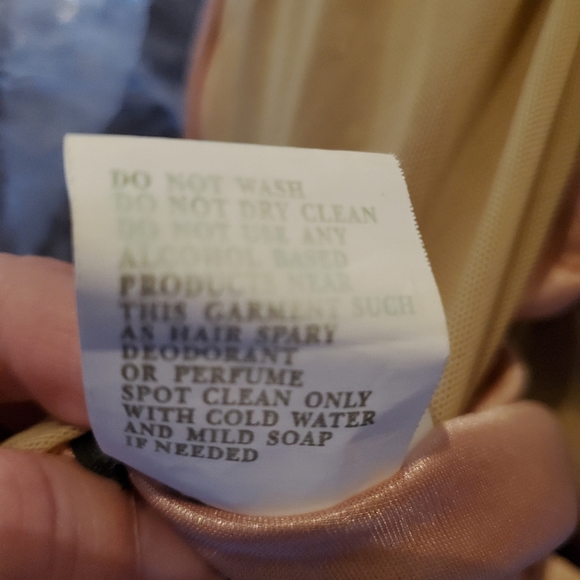 DO NOT WASH
DO NOT DRY CLEAN
DO NOT USE ANY
ALCOHOL BASED
PRODUCTS NEAR
THIS GARMENT SUCH
AS HAIR SPARY
DEODORANT
OR PERFUME
SPOT CLEAN ONLY
WITH COLD WATER
AND MILD SOAP
IF NEEDED